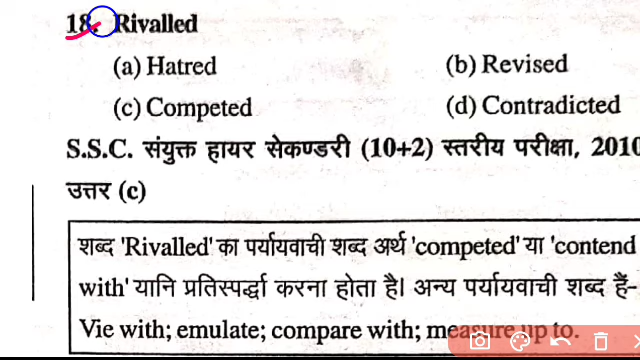 18. Rivalled
(a) Hatred (b) Revised
(c) Competed (d) Contradicted
S.S.C. संयुक्त हायर सेकण्डरी (10+2) स्तरीय परीक्षा, 2010
उत्तर (c)
शब्द 'Rivalled' का पर्यायवाची शब्द अर्थ 'competed' या 'contend
with' यानि प्रतिस्पर्द्धा करना होता है। अन्य पर्यायवाची शब्द हैं-
Vie with; emulate; compare with; measure up to.